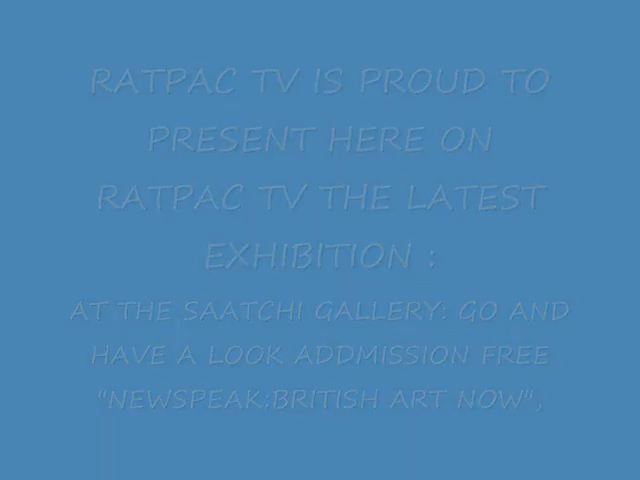 RATPAC TV IS PROUD TO
PRESENT HERE ON
RATPAC TV THE LATEST
EXHIBITION :
AT THE SAATCHI GALLERY: GO AND
HAVE A LOOK ADDMISSION FREE
"NEWSPEAK:BRITISH ART NOW",